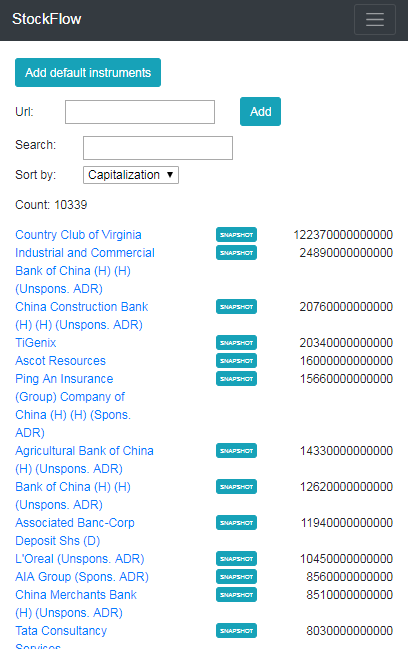 StockFlow
Add default instruments
Url:
Add
Search:
Sort by: Capitalization
Count: 10339
Country Club of Virginia SNAPSHOT 122370000000000
Industrial and Commercial SNAPSHOT 24890000000000
Bank of China (H) (H)
(Unspons. ADR)
China Construction Bank SNAPSHOT 20760000000000
(H) (H) (Unspons. ADR)
TiGenix SNAPSHOT 20340000000000
Ascot Resources SNAPSHOT 16000000000000
Ping An Insurance SNAPSHOT 15660000000000
(Group) Company of
China (H) (H) (Spons.
ADR)
Agricultural Bank of China SNAPSHOT 14330000000000
(H) (Unspons. ADR)
Bank of China (H) (H) SNAPSHOT 12620000000000
(Unspons. ADR)
Associated Banc-Corp SNAPSHOT 11940000000000
Deposit Shs (D)
L'Oreal (Unspons. ADR) SNAPSHOT 10450000000000
AIA Group (Spons. ADR) SNAPSHOT 8560000000000
China Merchants Bank SNAPSHOT 8510000000000
(H) (Unspons. ADR)
Tata Consultancy SNAPSHOT 8030000000000
Services